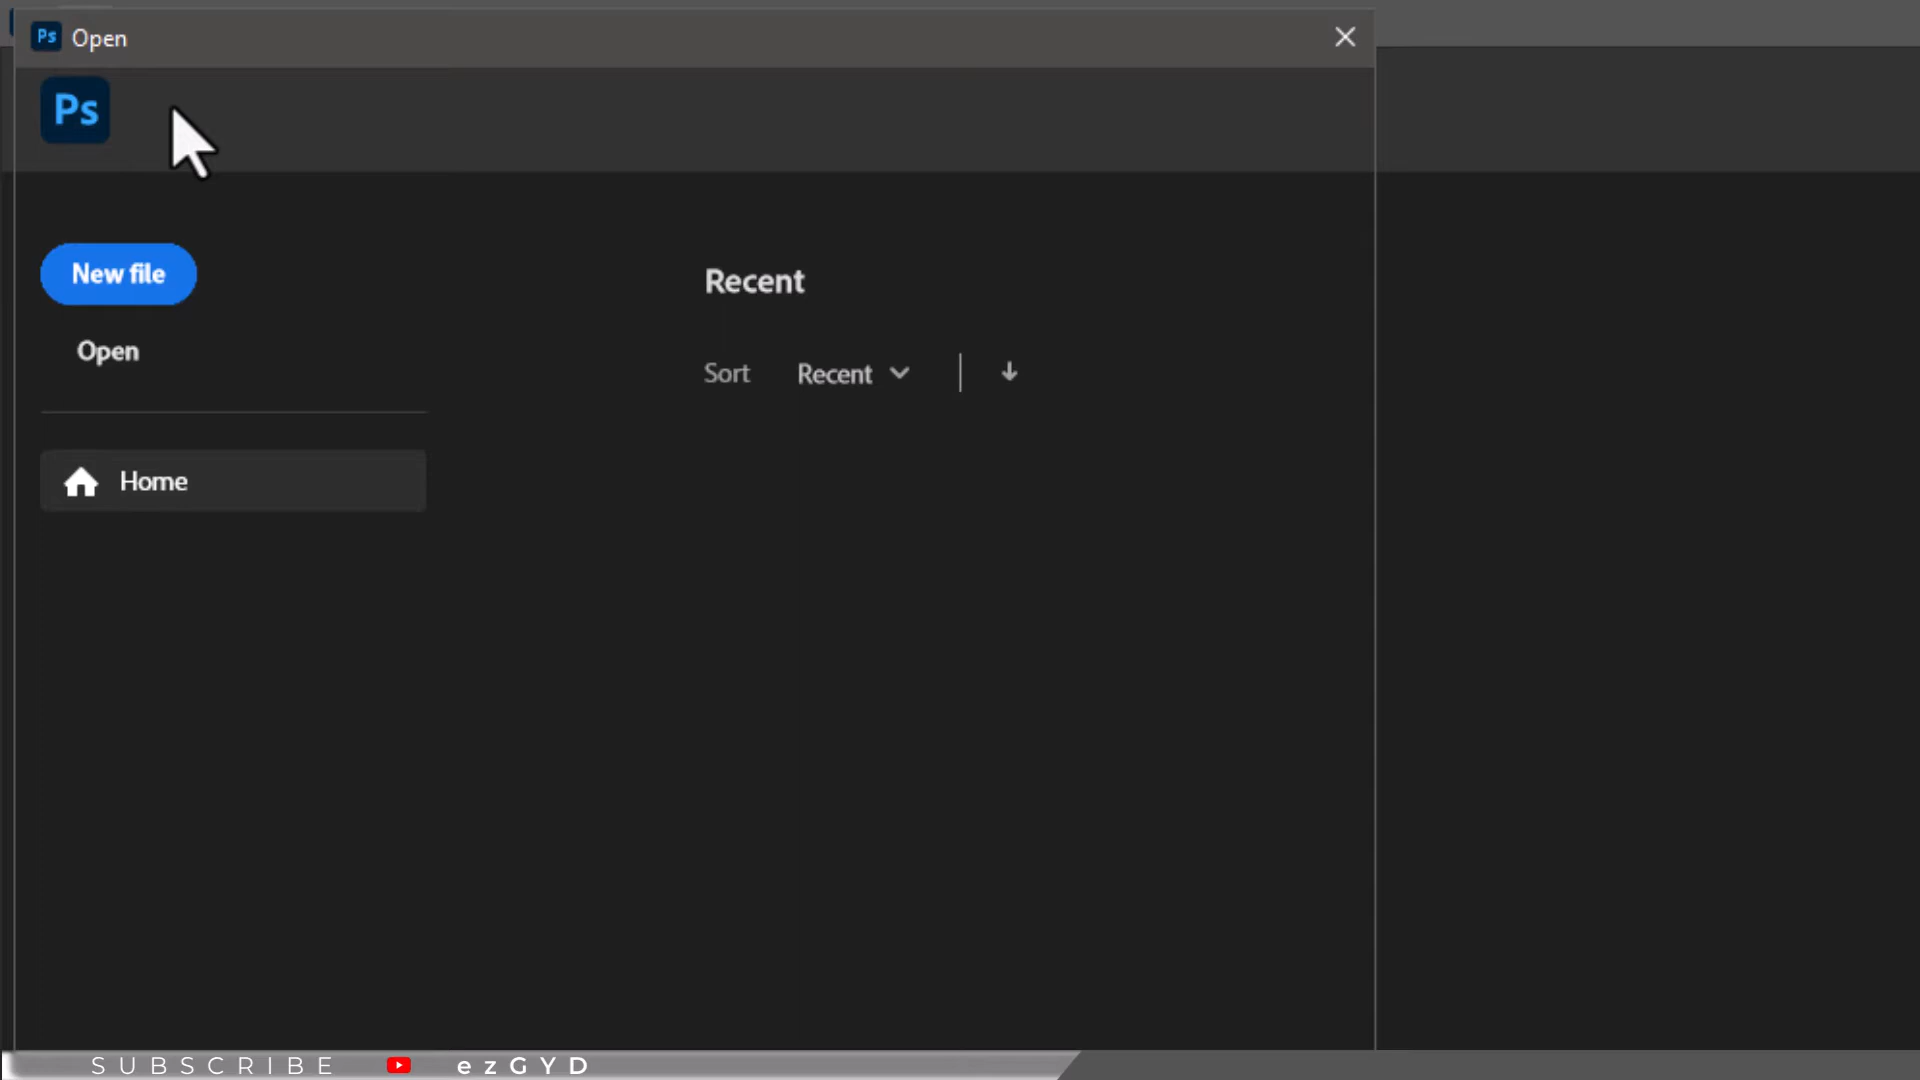 Ps Open
Ps
New file
Open
Home
Recent
Sort Recent
SUBSCRIBE ezGYD